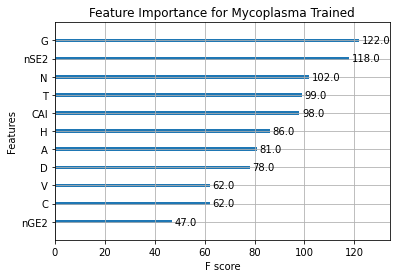 Feature Importance for Mycoplasma Trained
G 122.0
nSE2 118.0
N 102.0
T 99.0
CAI 98.0
H 86.0
A 81.0
D 78.0
V 62.0
C 62.0
nGE2 47.0
Features
0 20 40 60 80 100 120
F score